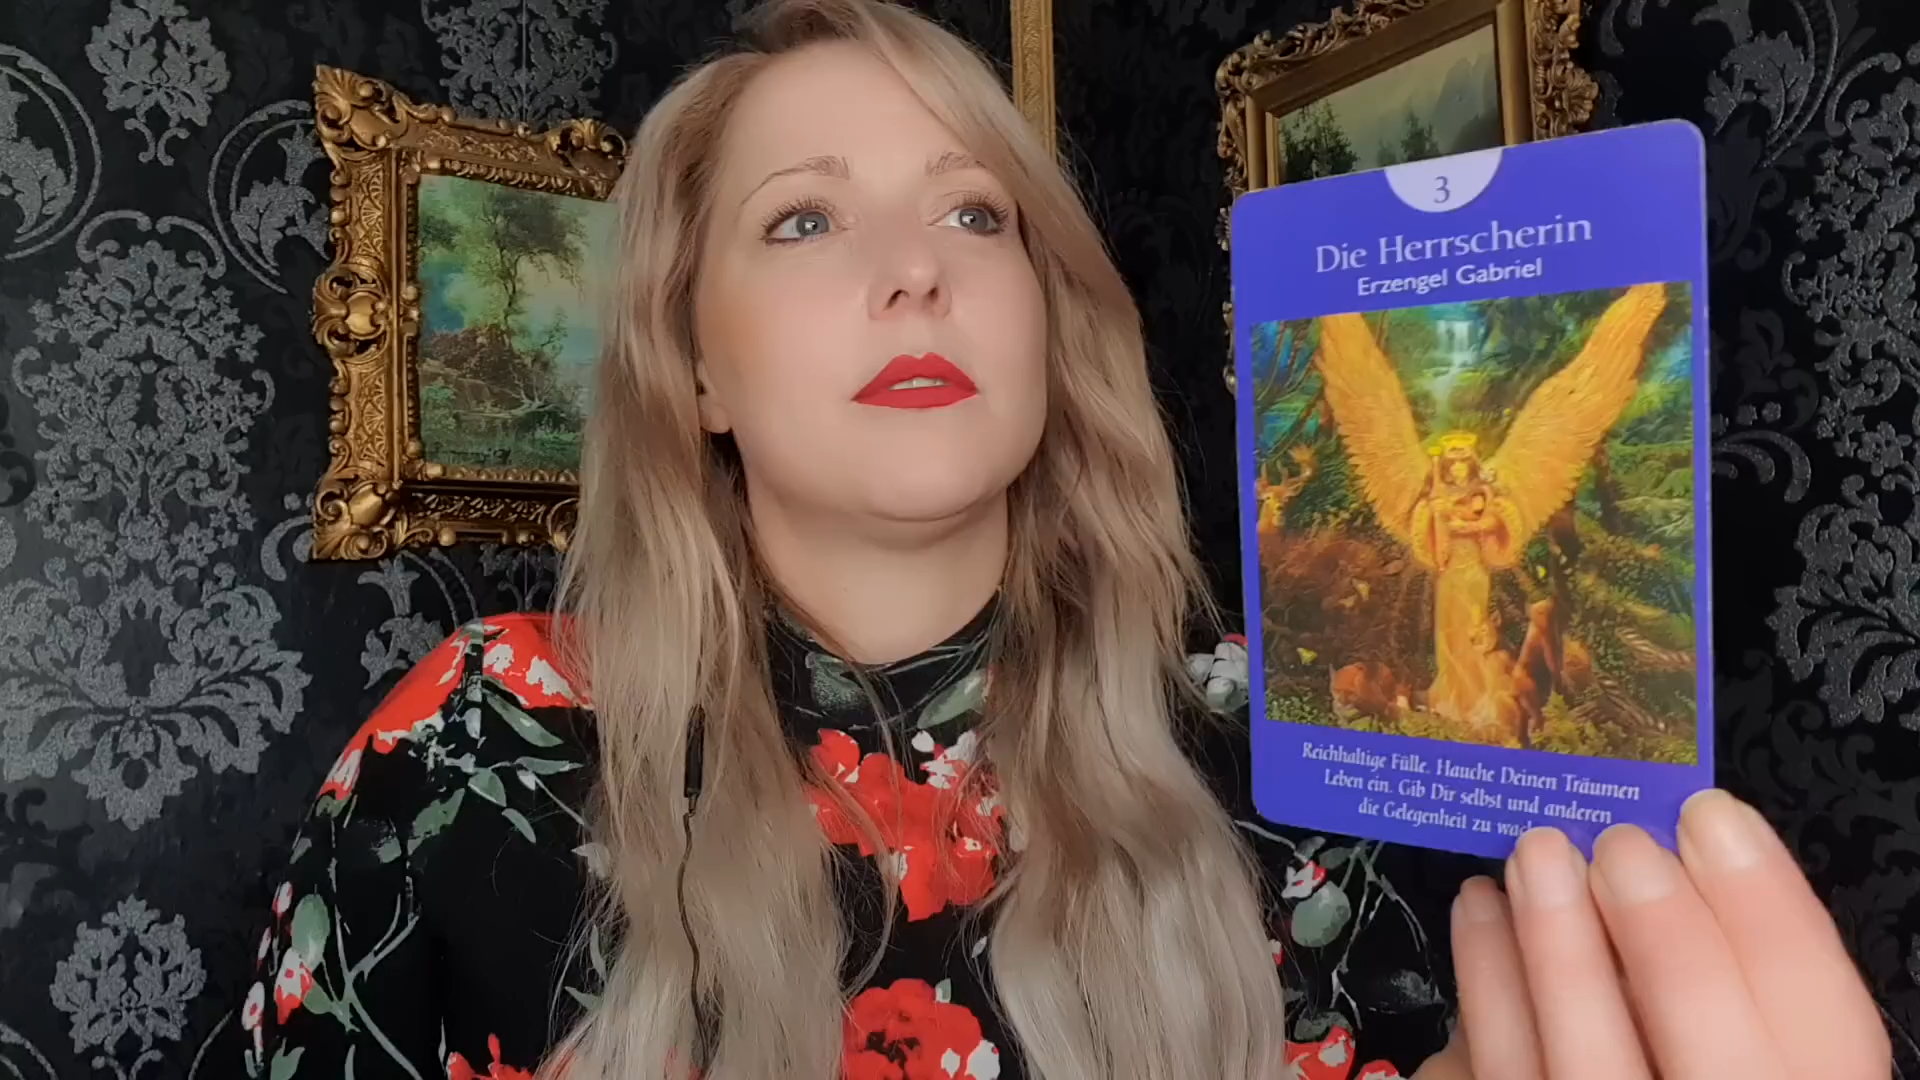 3
Die Herrscherin
Erzengel Gabriel
Reichhaltige Fülle. Hauche Deinen Träumen
Leben ein. Gib Dir selbst und anderen
die Gelegenheit zu